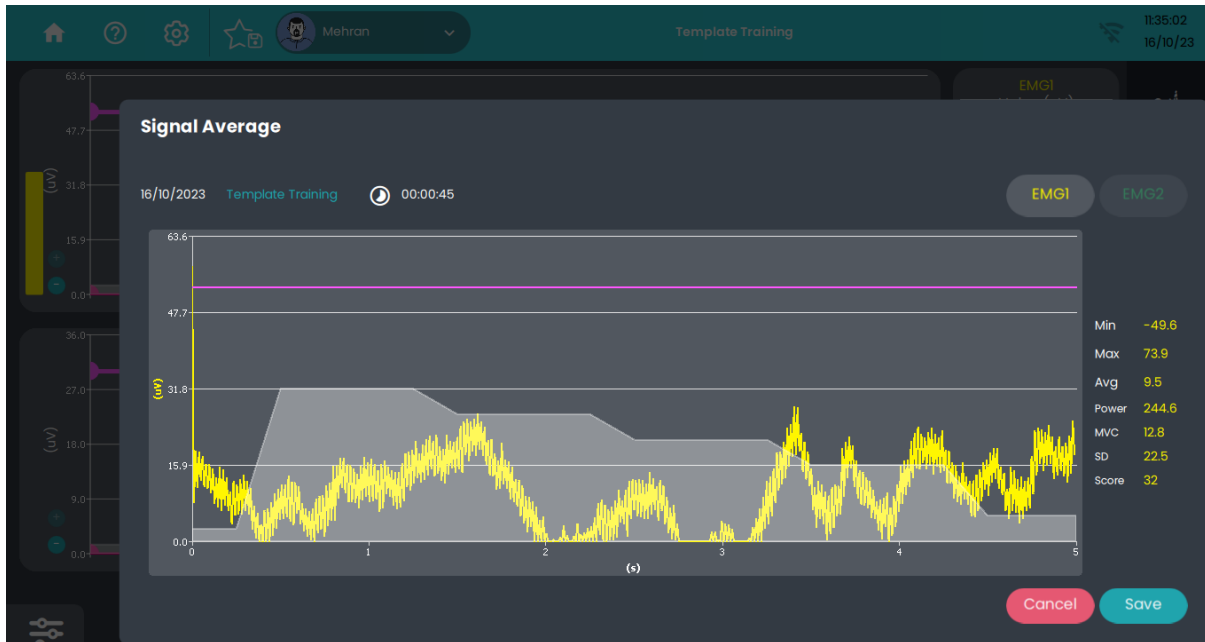 Mehran
Template Training
11:35:02
16/10/23
63.6
47.7
(uV)
31.8
15.9
0.0
EMG1
36.0
27.0
(uV)
18.0
9.0
0.0
Signal Average
16/10/2023 Template Training 00:00:45
EMG1 EMG2
63.6
47.7
(uV)
31.8
15.9
0.0
0 1 2 3 4 5
(s)
Min -49.6
Max 73.9
Avg 9.5
Power 244.6
MVC 12.8
SD 22.5
Score 32
Cancel Save